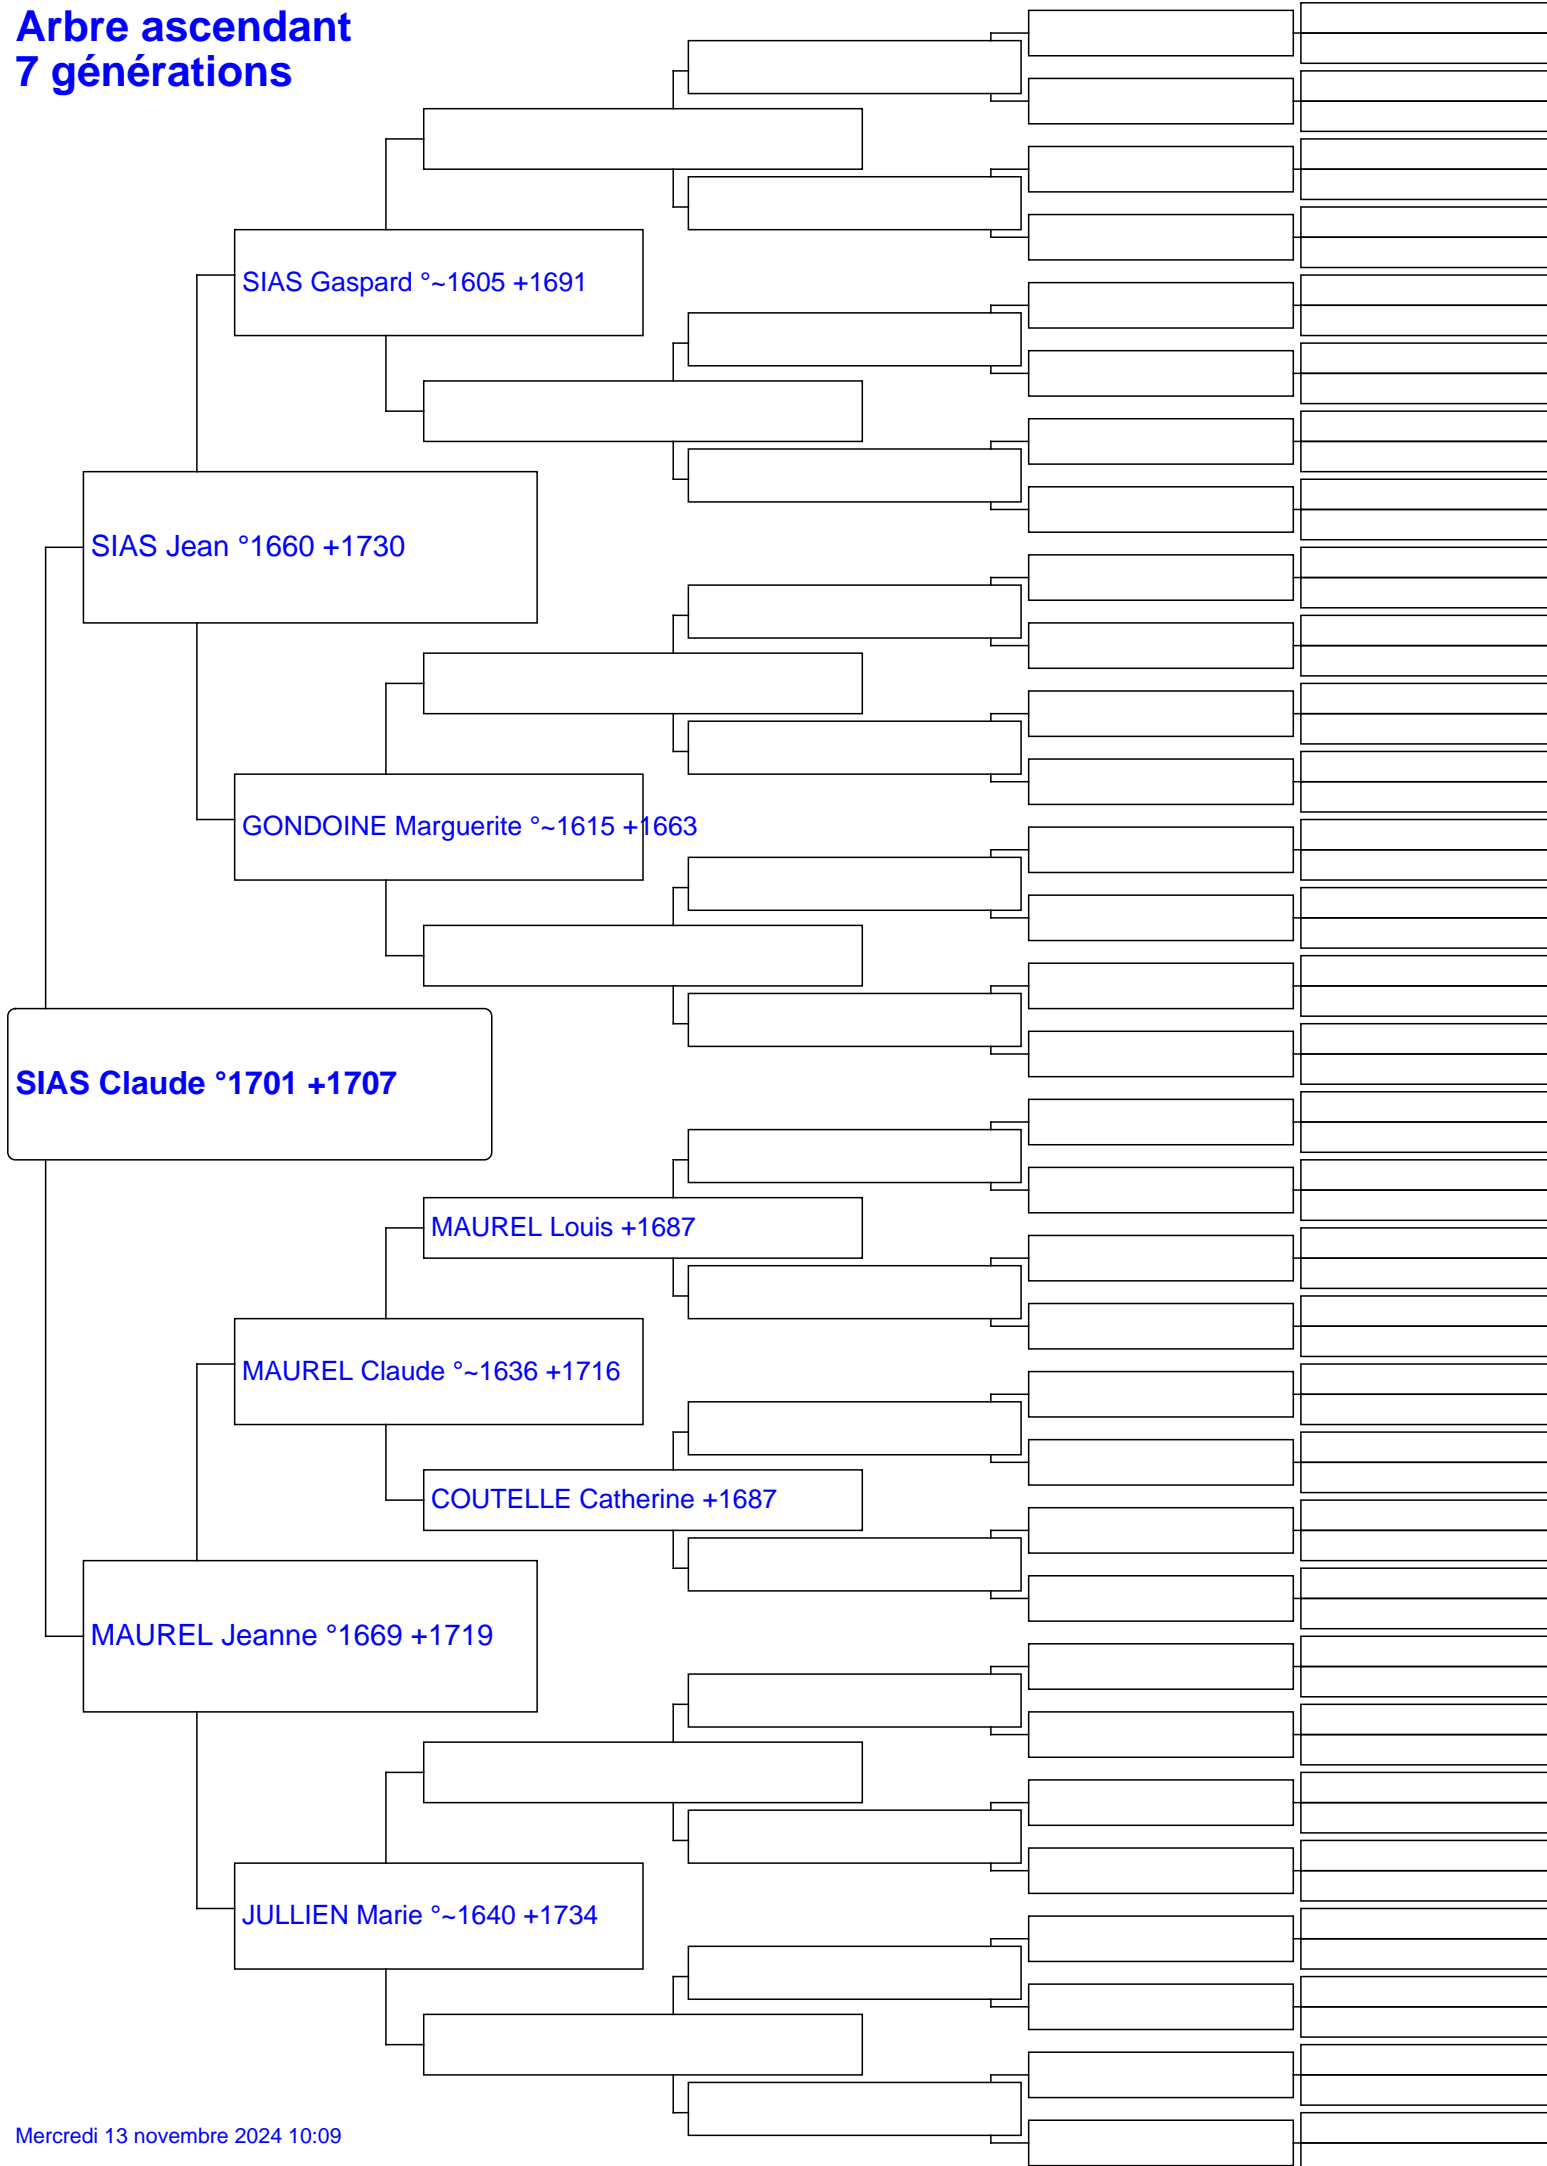 Arbre ascendant
7 générations
SIAS Gaspard °~1605 +1691
SIAS Jean °1660 +1730
GONDOINE Marguerite °~1615 +1663
SIAS Claude °1701 +1707
MAUREL Louis +1687
MAUREL Claude °~1636 +1716
COUTELLE Catherine +1687
MAUREL Jeanne °1669 +1719
JULLIEN Marie °~1640 +1734
Mercredi 13 novembre 2024 10:09